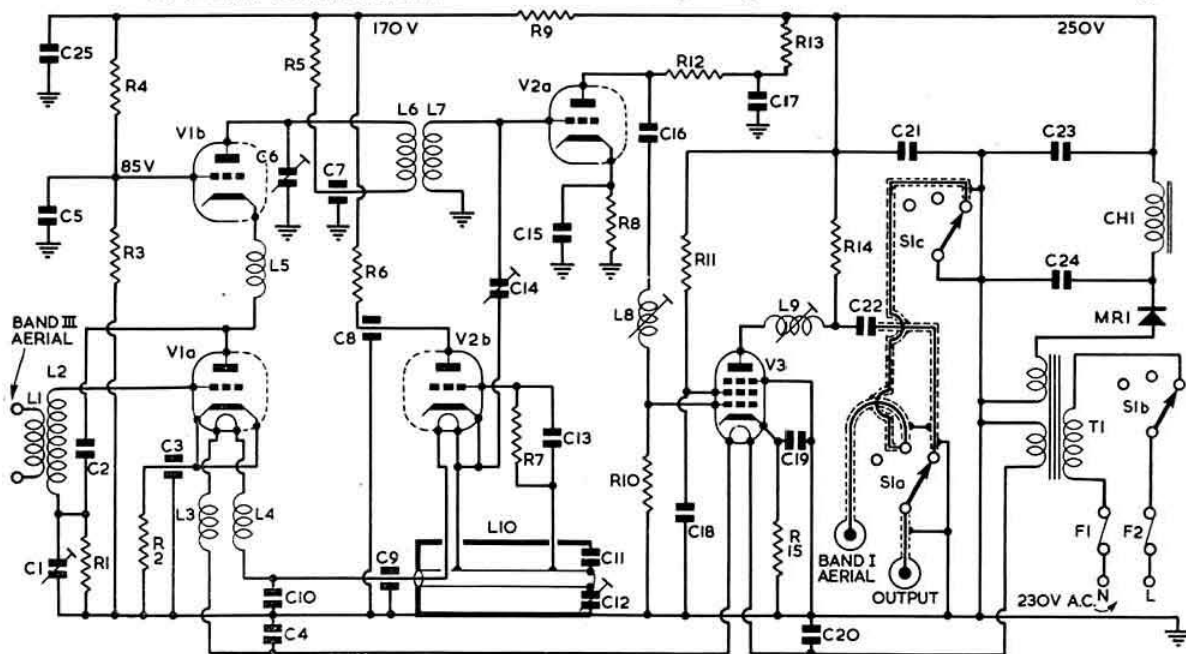 170 V
R9
R13
250V
C25
R4
R5
V2a
R12
C17
L6 L7
C16
V1b
C6
C7
C21
C23
85V
C5
R3
L5
C15
R8
S1c
CH1
R6
C14
R11
R14
C24
BAND III
AERIAL
L8
L9
C22
MR1
V1a
C8
V2b
V3
L2
L1
S1b
C2
C3
R7
C13
C19
T1
R10
S1a
L3
L4
L10
C18
F1
F2
C1
R1
R
2
C9
C11
R
15
BAND I
AERIAL
C10
C12
OUTPUT
230V A.C.
N
L
C4
C20